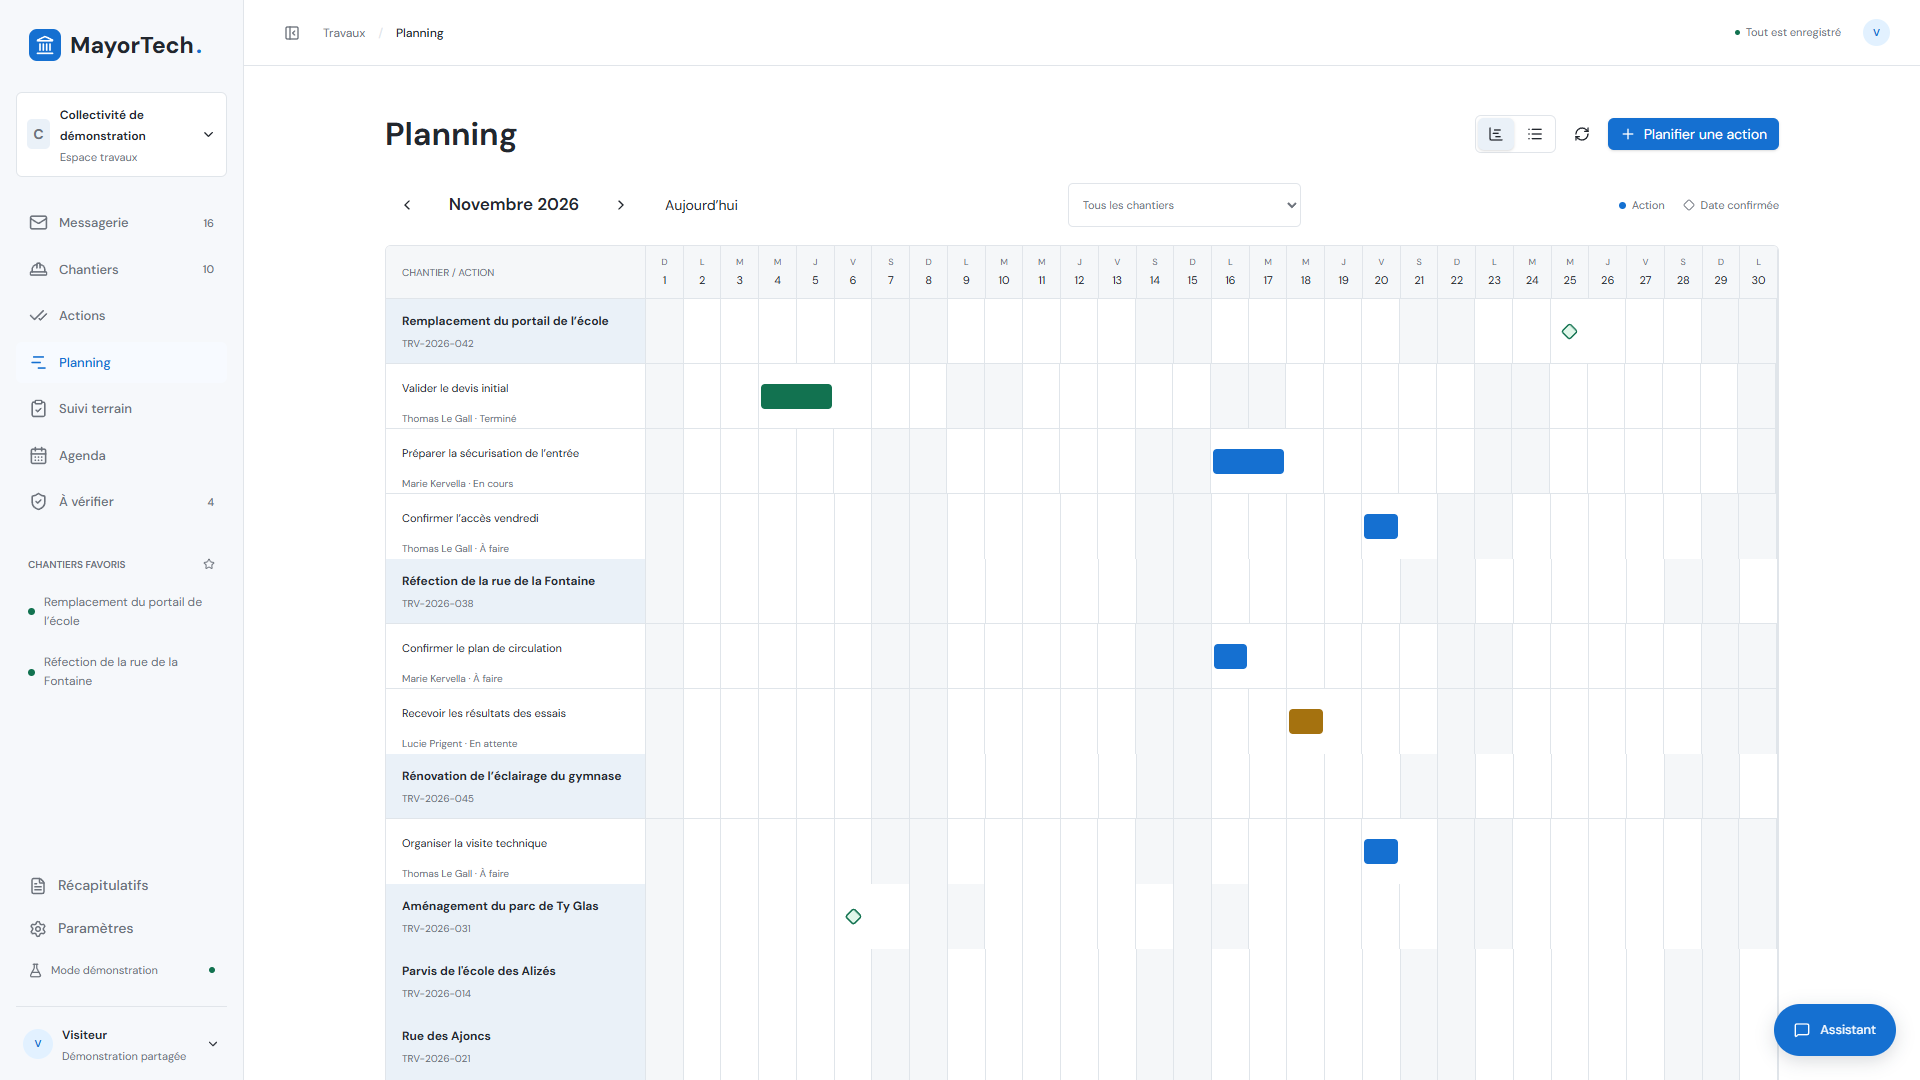 MayorTech.
Collectivité de
démonstration
Espace travaux
C
Messagerie 16
Chantiers 10
Actions
Planning
Suivi terrain
Agenda
À vérifier 4
CHANTIERS FAVORIS
Remplacement du portail de
l’école
Réfection de la rue de la
Fontaine
Récapitulatifs
Paramètres
Mode démonstration
V
Visiteur
Démonstration partagée
Travaux / Planning
Tout est enregistré
V
Planning
Planifier une action
Novembre 2026
Aujourd’hui
Tous les chantiers
Action
Date confirmée
CHANTIER / ACTION
D L M M J V S D L M M J V S D L M M J V S D L M M J V S D L
1 2 3 4 5 6 7 8 9 10 11 12 13 14 15 16 17 18 19 20 21 22 23 24 25 26 27 28 29 30
Remplacement du portail de l’école
TRV-2026-042
Valider le devis initial
Thomas Le Gall · Terminé
Préparer la sécurisation de l’entrée
Marie Kervella · En cours
Confirmer l’accès vendredi
Thomas Le Gall · À faire
Réfection de la rue de la Fontaine
TRV-2026-038
Confirmer le plan de circulation
Marie Kervella · À faire
Recevoir les résultats des essais
Lucie Prigent · En attente
Rénovation de l’éclairage du gymnase
TRV-2026-045
Organiser la visite technique
Thomas Le Gall · À faire
Aménagement du parc de Ty Glas
TRV-2026-031
Parvis de l'école des Alizés
TRV-2026-014
Rue des Ajoncs
TRV-2026-021
Assistant